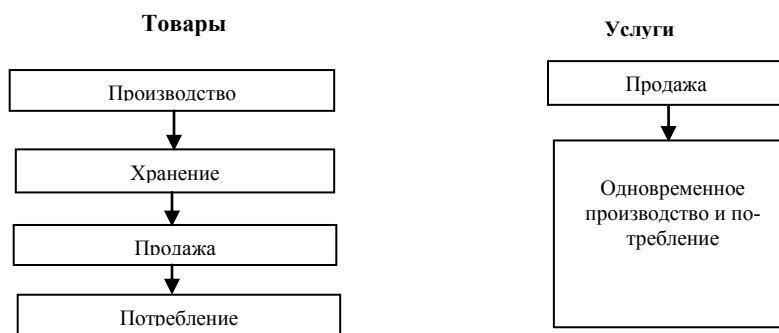 Товары
Производство
Хранение
Продажа
Потребление
Услуги
Продажа
Одновременное
производство и по-
требление